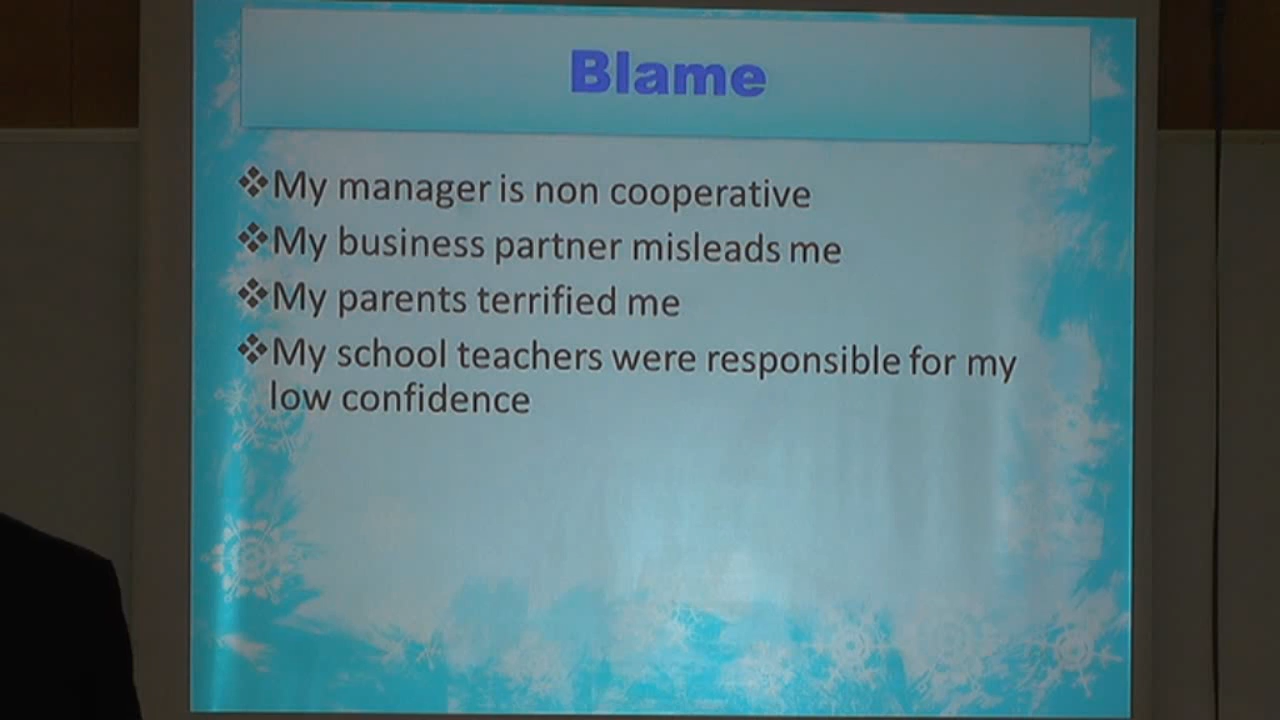 Blame
❖My manager is non cooperative
❖My business partner misleads me
❖My parents terrified me
❖My school teachers were responsible for my
low confidence